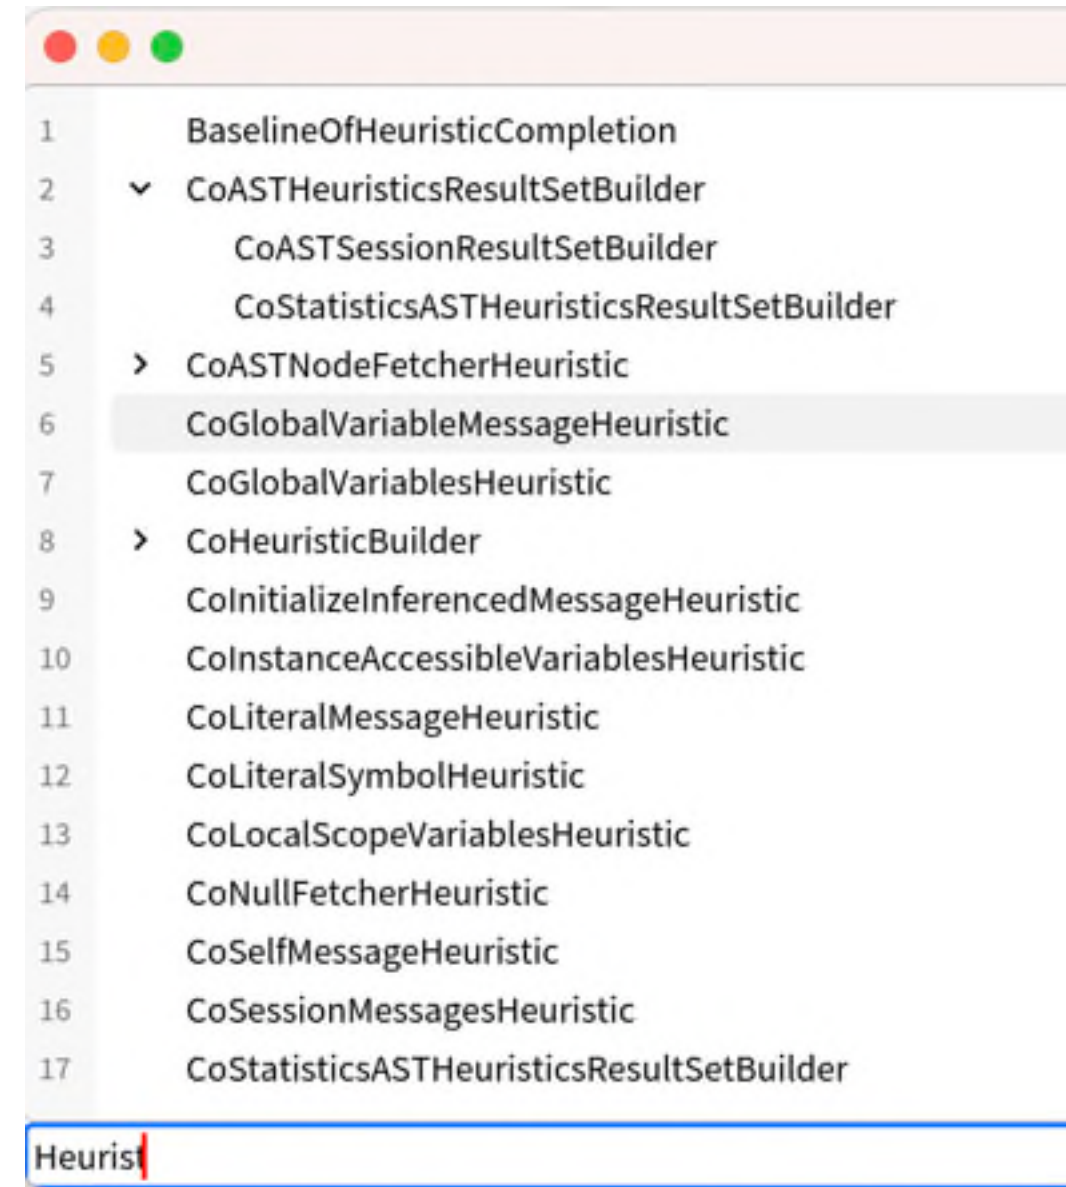 1 BaselineOfHeuristicCompletion
2 CoASTHeuristicsResultSetBuilder
3 CoASTSessionResultSetBuilder
4 CoStatisticsASTHeuristicsResultSetBuilder
5 CoASTNodeFetcherHeuristic
6 CoGlobalVariableMessageHeuristic
7 CoGlobalVariablesHeuristic
8 CoHeuristicBuilder
9 CoInitializeInferencedMessageHeuristic
10 CoInstanceAccessibleVariablesHeuristic
11 CoLiteralMessageHeuristic
12 CoLiteralSymbolHeuristic
13 CoLocalScopeVariablesHeuristic
14 CoNullFetcherHeuristic
15 CoSelfMessageHeuristic
16 CoSessionMessagesHeuristic
17 CoStatisticsASTHeuristicsResultSetBuilder
Heurist